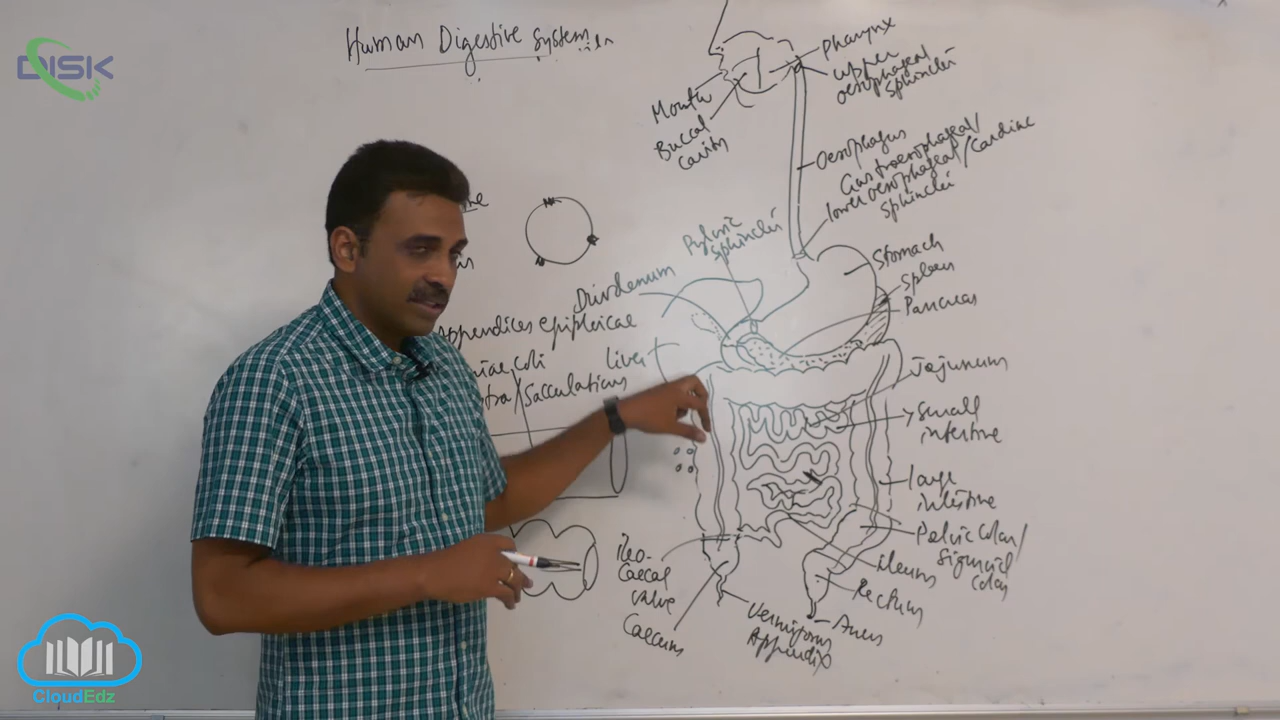 DISK
Human Digestive System
Pharynx
upper
oesophageal
sphincter
Mouth
Buccal
cavity
Oesophagus
Gastroesophageal/
lower oesophageal/Cardiac
sphincter
Pyloric
sphincter
Stomach
Spleen
Pancreas
Duodenum
Appendices epiploicae
liver
coli
Sacculations
Jejunum
Small
intestine
large
intestine
Pelvic Colon/
Sigmoid
colon
ileum
Rectum
Anus
Vermiform
Appendix
ileo-
Caecal
valve
Caecum
CloudEdz